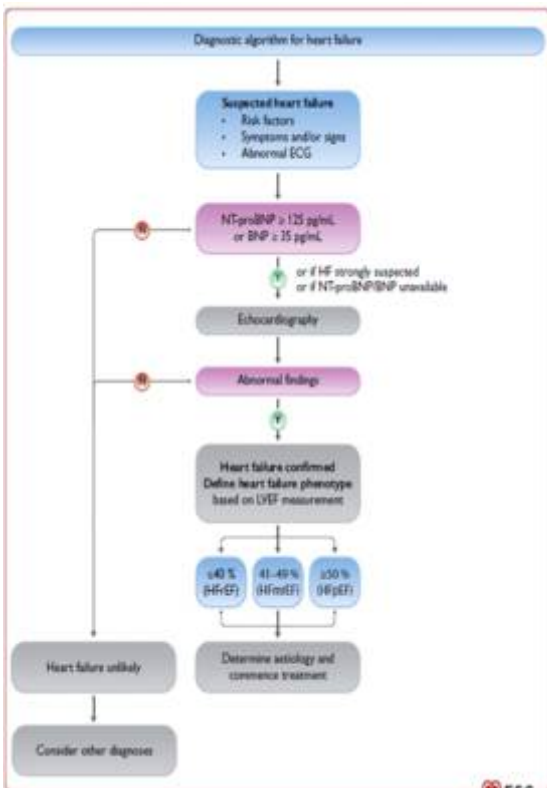 Diagnostic algorithm for heart failure
Suspected heart failure
• Risk factors
• Symptoms and/or signs
• Abnormal ECG
NT-proBNP ≥ 125 pg/mL
or BNP ≥ 35 pg/mL
N
Y
or if HF strongly suspected
or if NT-proBNP/BNP unavailable
Echocardiography
N
Abnormal findings
Y
Heart failure confirmed
Define heart failure phenotype
based on LVEF measurement
≤40 %
(HFrEF)
41–49 %
(HFmrEF)
≥50 %
(HFpEF)
Heart failure unlikely
Determine aetiology and
commence treatment
Consider other diagnoses